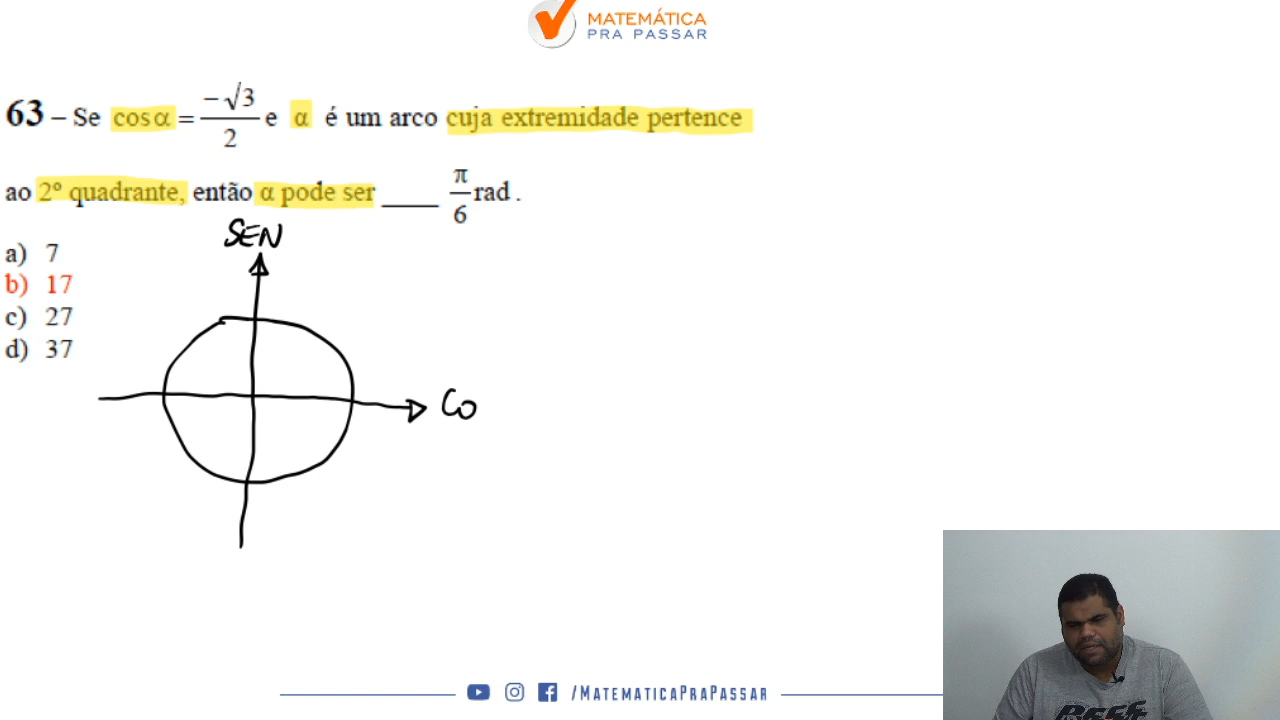 MATEMÁTICA
PRA PASSAR
63 – Se cos α = −√3/2 e α é um arco cuja extremidade pertence
ao 2º quadrante, então α pode ser ____ π/6 rad.
SEN
a) 7
b) 17
c) 27
d) 37
Co
/MATEMATICAPRAPASSAR